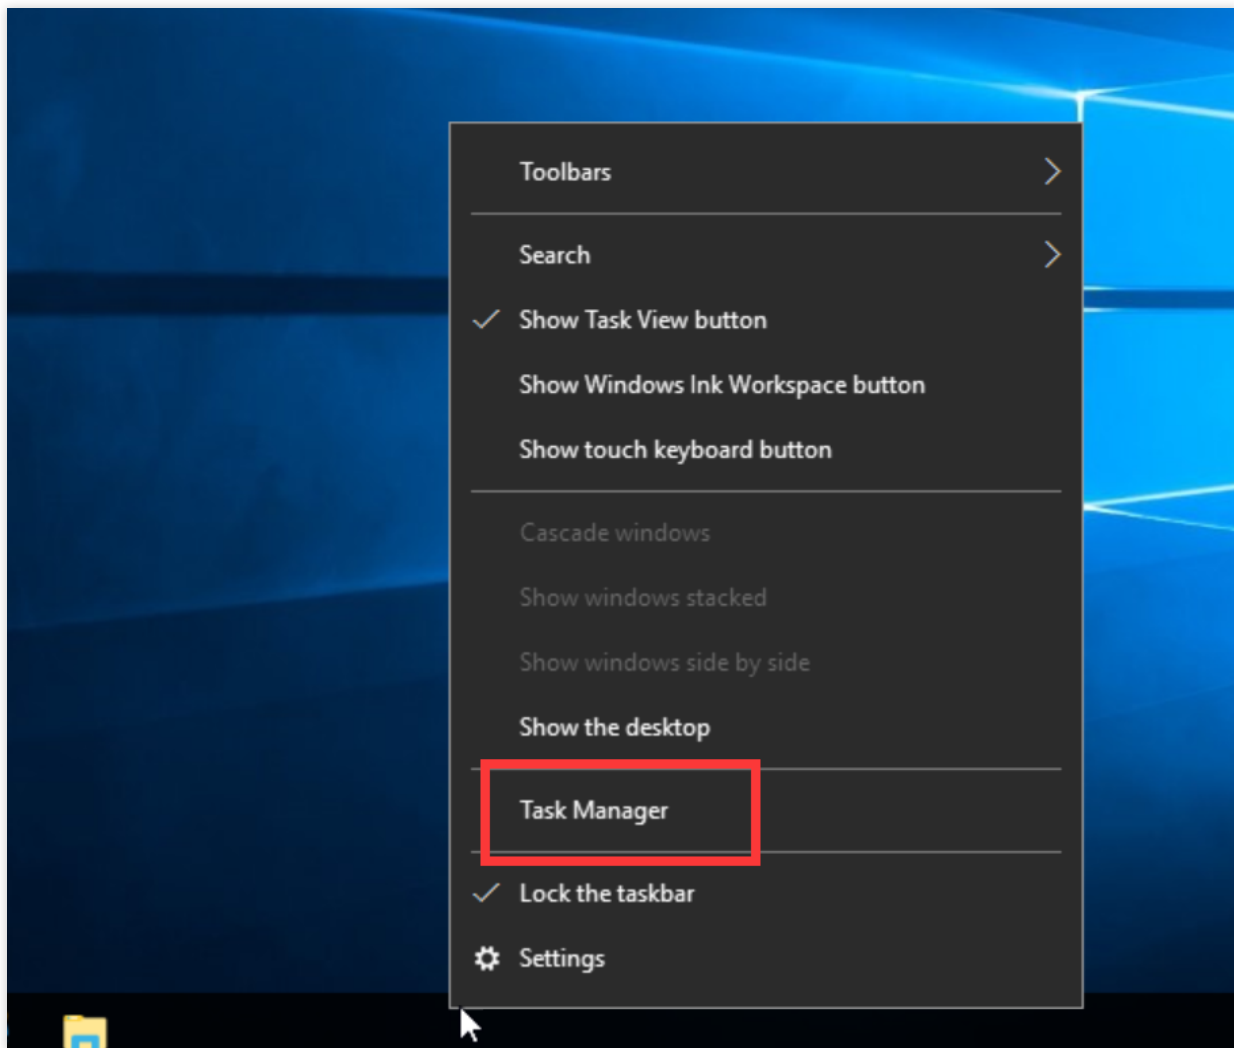 Toolbars
Search
Show Task View button
Show Windows Ink Workspace button
Show touch keyboard button
Cascade windows
Show windows stacked
Show windows side by side
Show the desktop
Task Manager
Lock the taskbar
Settings